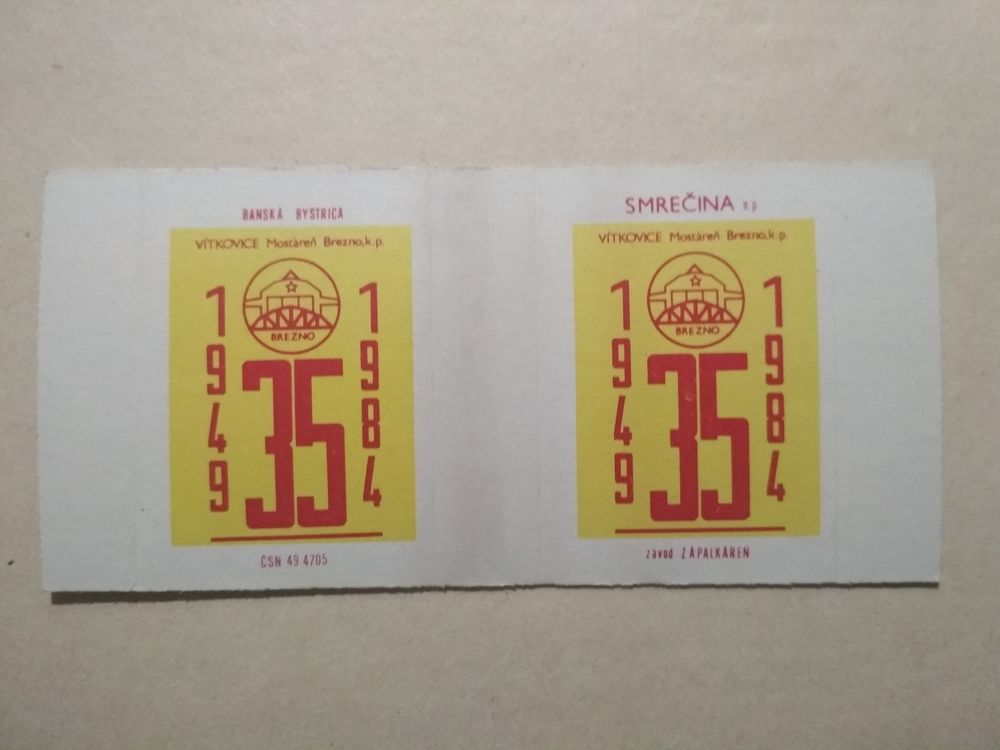 BANSKÁ BYSTRICA
VÍTKOVICE Mostáreň Brezno, k.p.
BREZNO
1949
35
1984
ČSN 49 4705
SMREČINA n p
VÍTKOVICE Mostáreň Brezno, k.p.
BREZNO
1949
35
1984
závod ZÁPALKÁREŇ